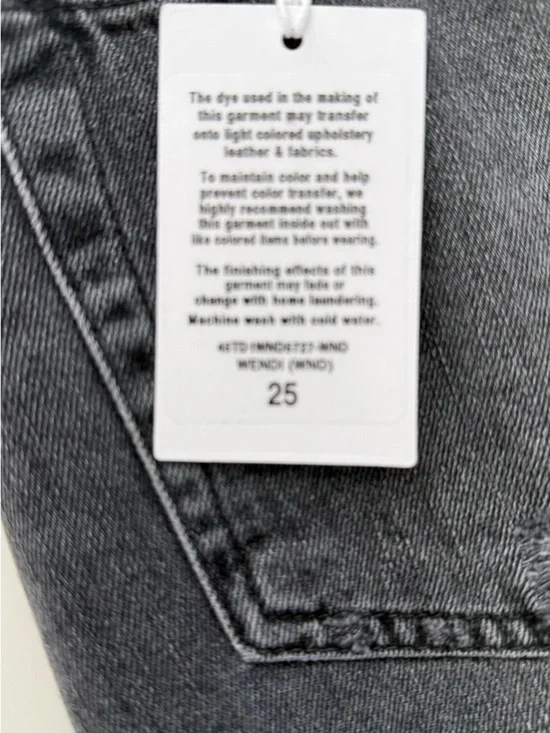 The dye used in the making of
this garment may transfer
onto light colored upholstery
leather & fabrics.
To maintain color and help
prevent color transfer, we
highly recommend washing
this garment inside out with
like colored items before wearing.
The finishing effects of this
garment may fade or
change with home laundering.
Machine wash with cold water.
WENDI (WND)
25